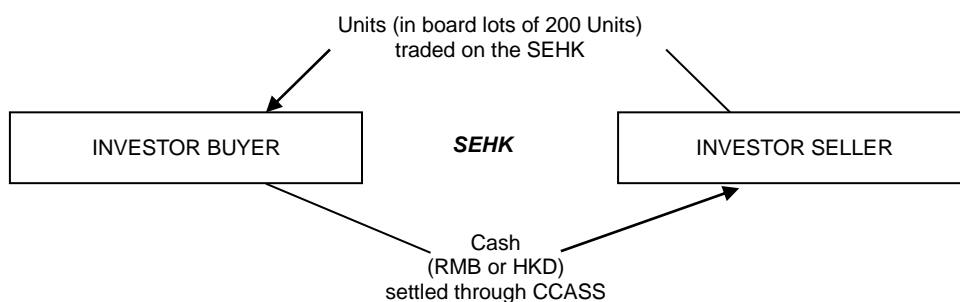 Units (in board lots of 200 Units)
traded on the SEHK
INVESTOR BUYER
SEHK
INVESTOR SELLER
Cash
(RMB or HKD)
settled through CCASS